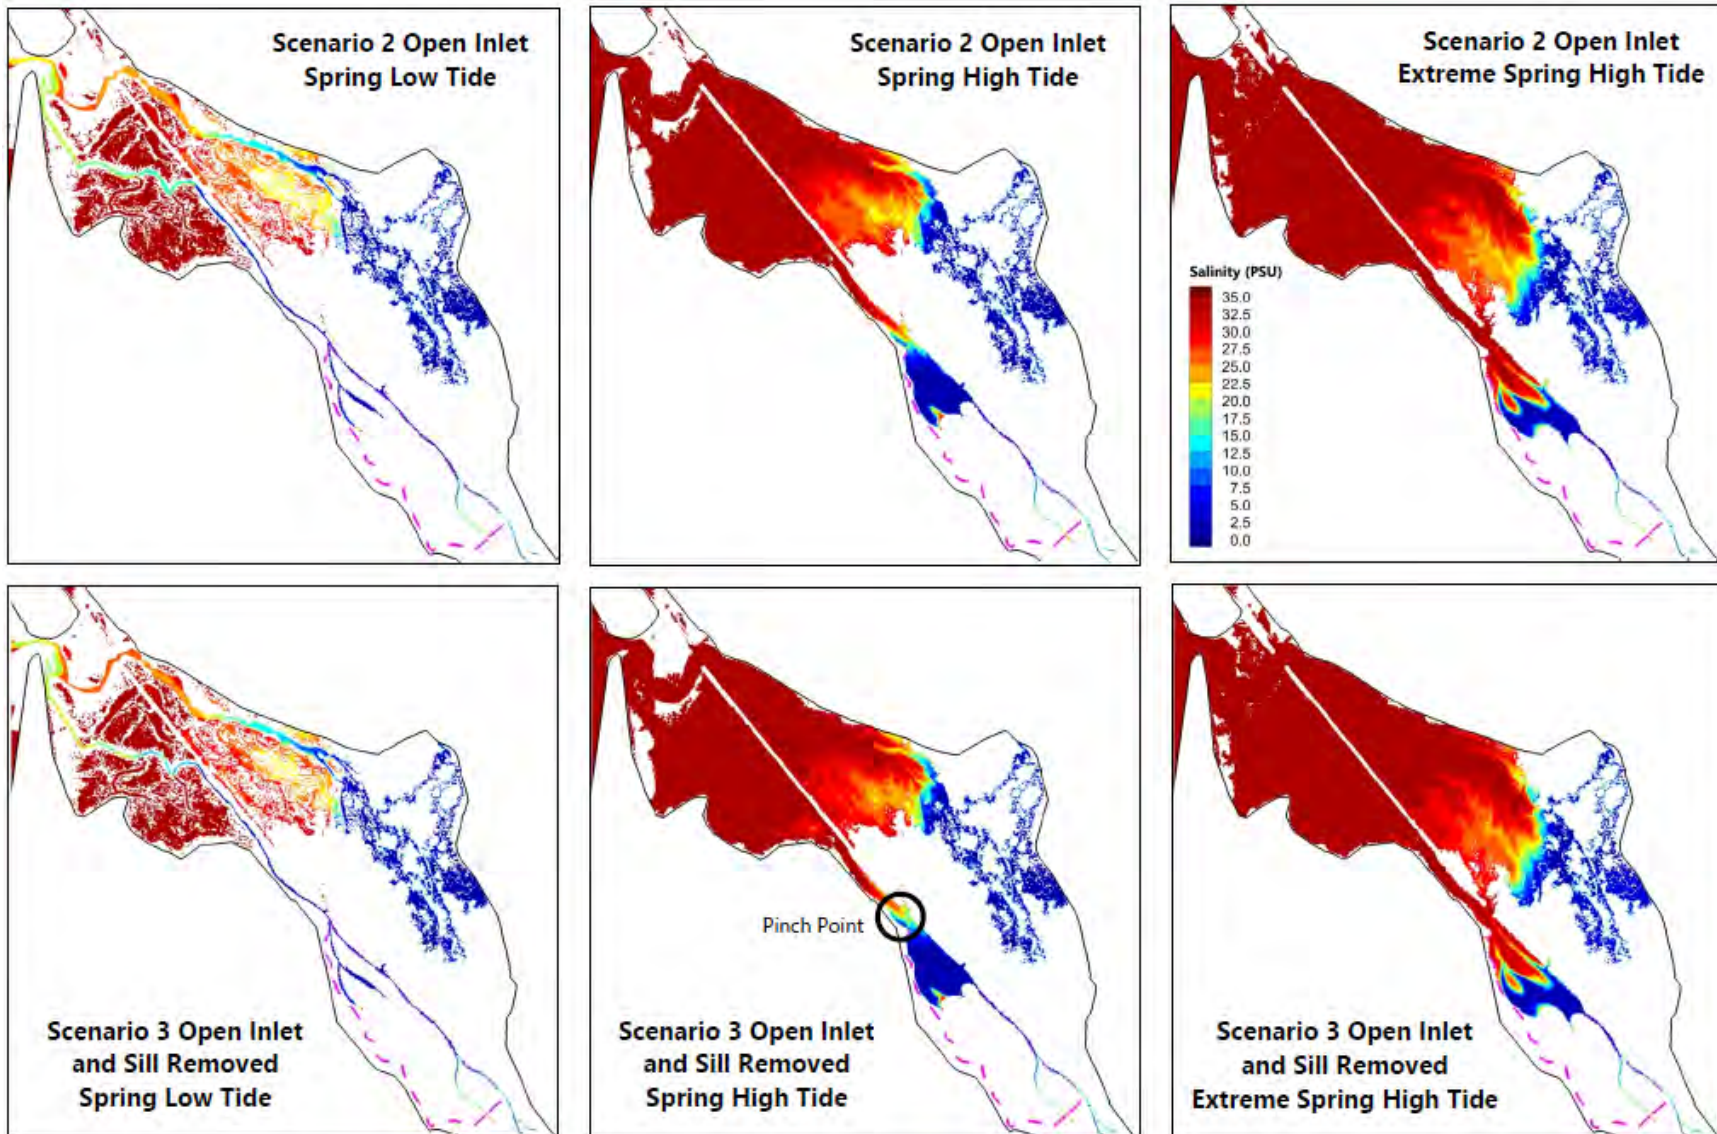 Scenario 2 Open Inlet
Spring Low Tide
Scenario 2 Open Inlet
Spring High Tide
Scenario 2 Open Inlet
Extreme Spring High Tide
Salinity (PSU)
35.0
32.5
30.0
27.5
25.0
22.5
20.0
17.5
15.0
12.5
10.0
7.5
5.0
2.5
0.0
Scenario 3 Open Inlet
and Sill Removed
Spring Low Tide
Pinch Point
Scenario 3 Open Inlet
and Sill Removed
Spring High Tide
Scenario 3 Open Inlet
and Sill Removed
Extreme Spring High Tide